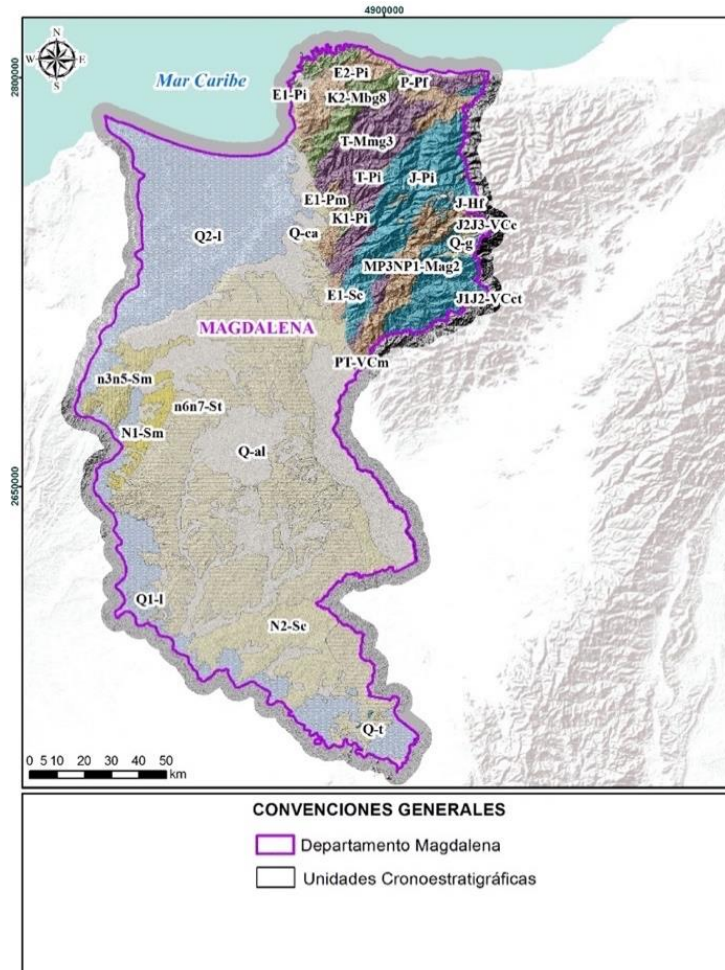 4900000
2800000
2650000
N
W E
S
Mar Caribe
E2-Pi
P-Pf
E1-Pi
K2-Mbg8
T-Mmg3
T-Pi
J-Pi
E1-Pm
J-Hf
K1-Pi
J2J3-VCc
Q-ca
Q-g
Q2-l
MP3NP1-Mag2
E1-Sc
J1J2-VCct
MAGDALENA
PT-VCm
n3n5-Sm
n6n7-St
N1-Sm
Q-al
Q1-l
N2-Sc
Q-t
0 5 10 20 30 40 50
km
CONVENCIONES GENERALES
Departamento Magdalena
Unidades Cronoestratigráficas